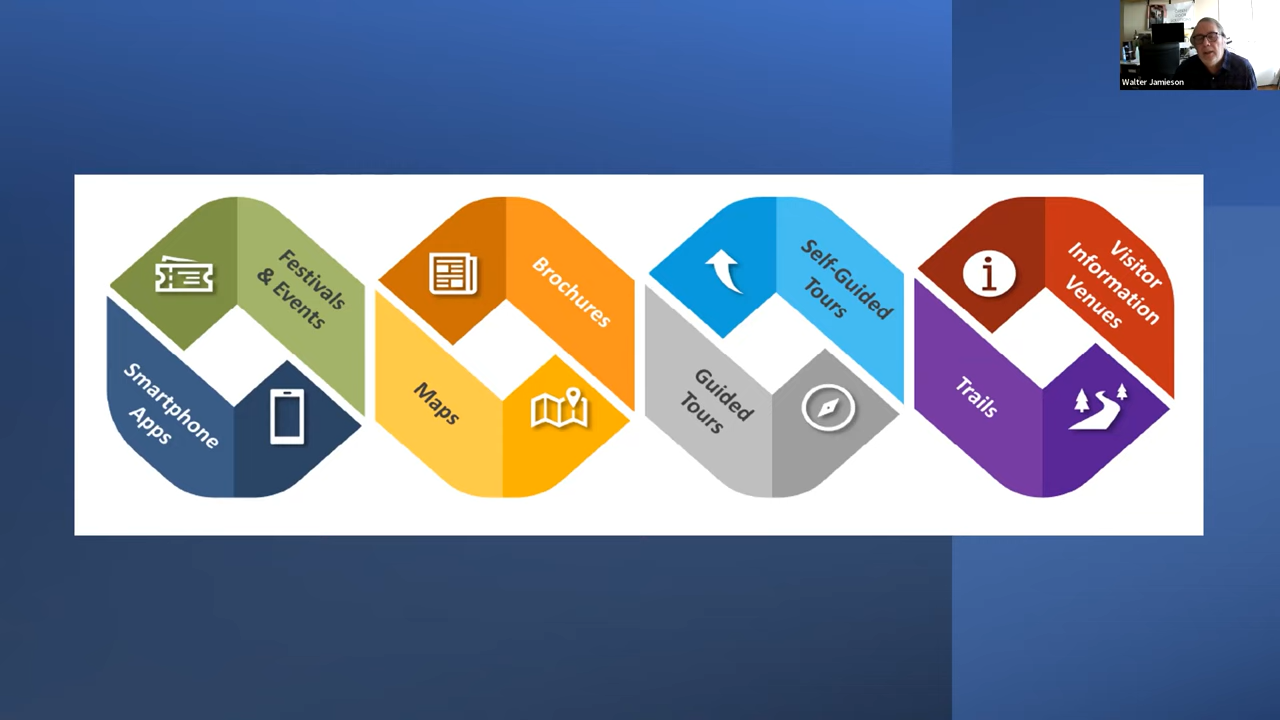 Walter Jamieson
Festivals
& Events
Smartphone
Apps
Brochures
Maps
Self-Guided
Tours
Guided
Tours
Visitor
Information
Venues
Trails